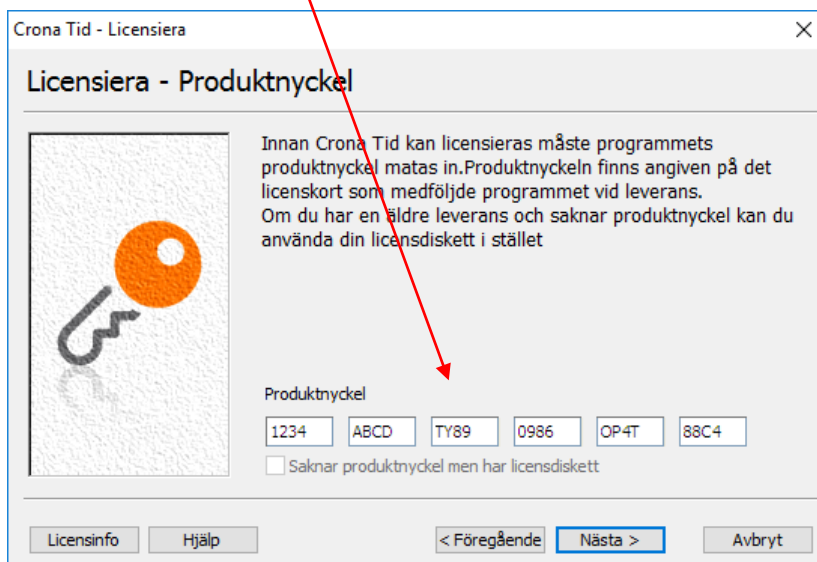 Crona Tid - Licensiera
Licensiera - Produktnyckel
Innan Crona Tid kan licensieras måste programmets
produktnyckel matas in.Produktnyckeln finns angiven på det
licenskort som medföljde programmet vid leverans.
Om du har en äldre leverans och saknar produktnyckel kan du
använda din licensdiskett i stället
Produktnyckel
1234 ABCD TY89 0986 OP4T 88C4
Saknar produktnyckel men har licensdiskett
Licensinfo Hjälp < Föregående Nästa > Avbryt